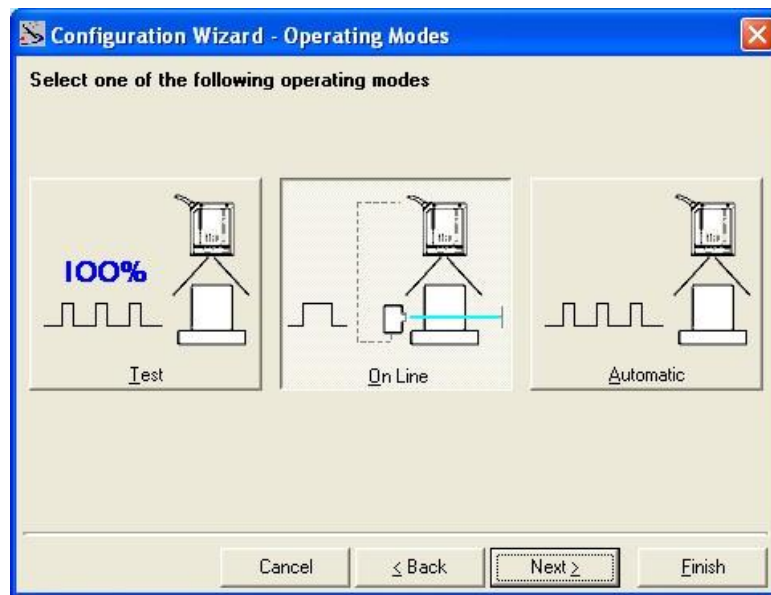 Configuration Wizard - Operating Modes
Select one of the following operating modes
100%
Test
On Line
Automatic
Cancel
< Back
Next >
Finish